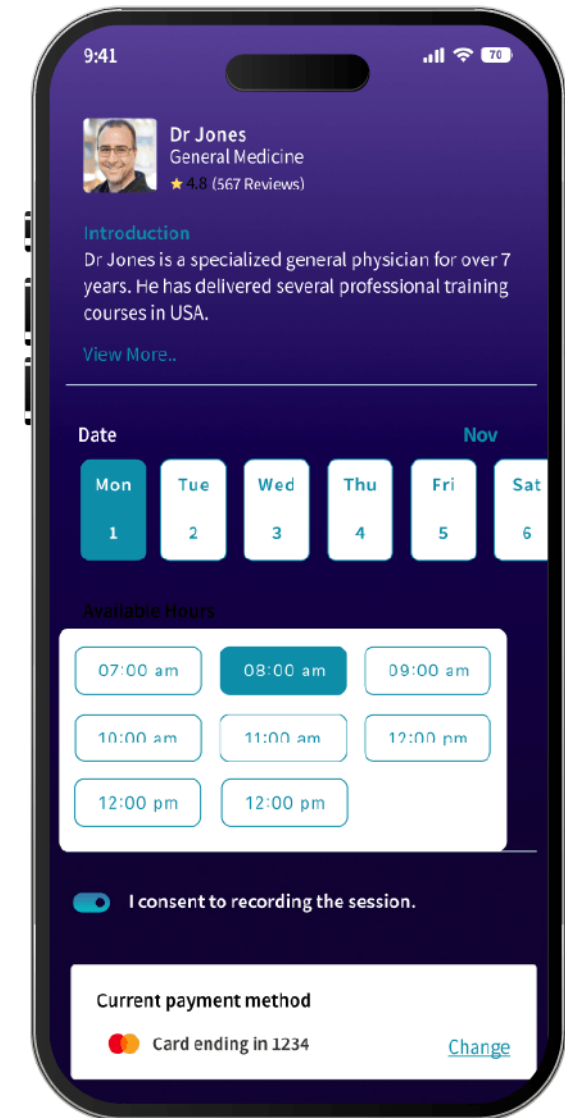 9:41
70
Dr Jones
General Medicine
4.8 (567 Reviews)
Introduction
Dr Jones is a specialized general physician for over 7
years. He has delivered several professional training
courses in USA.
View More..
Date Nov
Mon Tue Wed Thu Fri Sat
1 2 3 4 5 6
Available Hours
07:00 am 08:00 am 09:00 am
10:00 am 11:00 am 12:00 pm
12:00 pm 12:00 pm
I consent to recording the session.
Current payment method
Card ending in 1234 Change